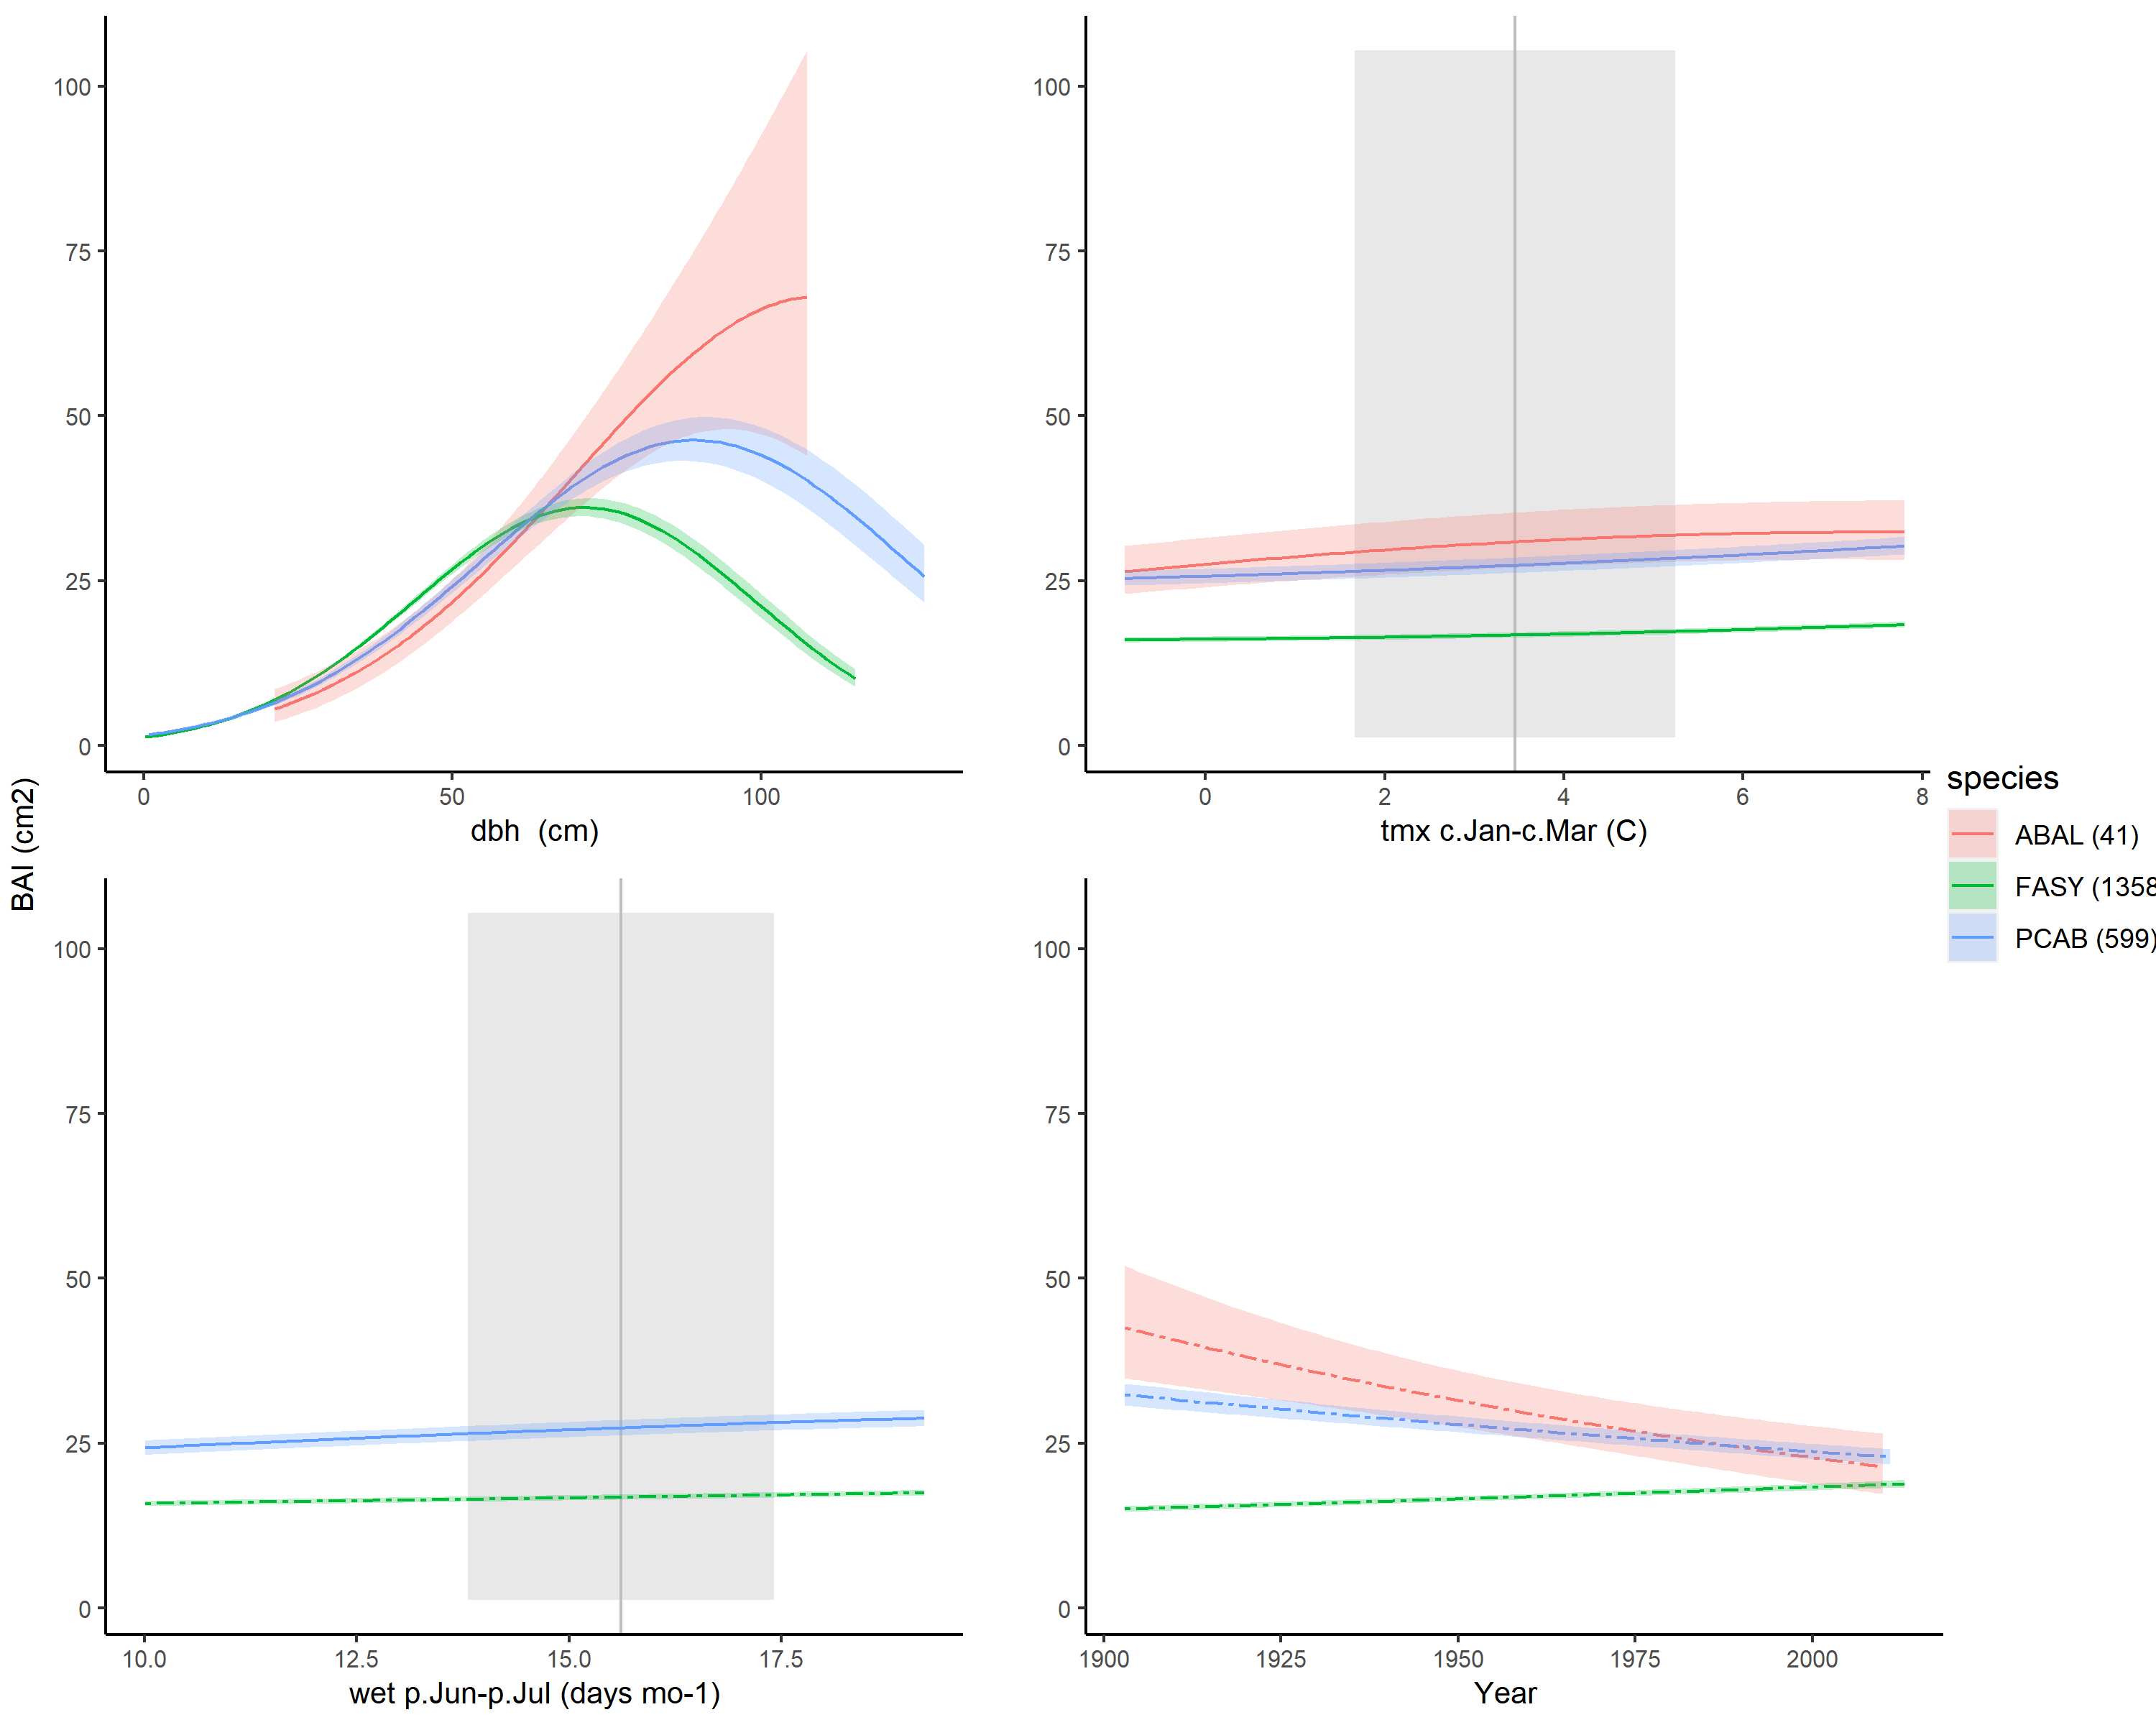 BAI (cm2)
100
75
50
25
0
0 50 100
dbh  (cm)
100
75
50
25
0
0 2 4 6 8
tmx c.Jan-c.Mar (C)
species
ABAL (41)
FASY (1358
PCAB (599)
100
75
50
25
0
10.0 12.5 15.0 17.5
wet p.Jun-p.Jul (days mo-1)
100
75
50
25
0
1900 1925 1950 1975 2000
Year